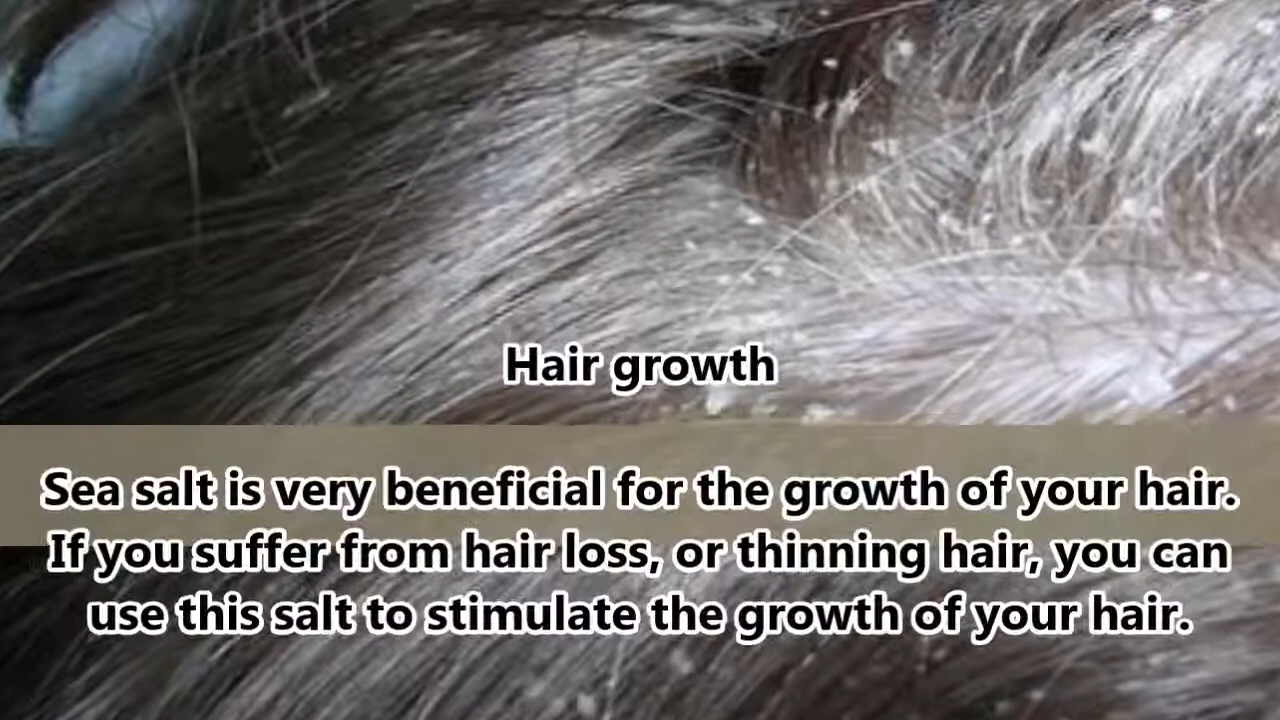 Hair growth
Sea salt is very beneficial for the growth of your hair.
If you suffer from hair loss, or thinning hair, you can
use this salt to stimulate the growth of your hair.